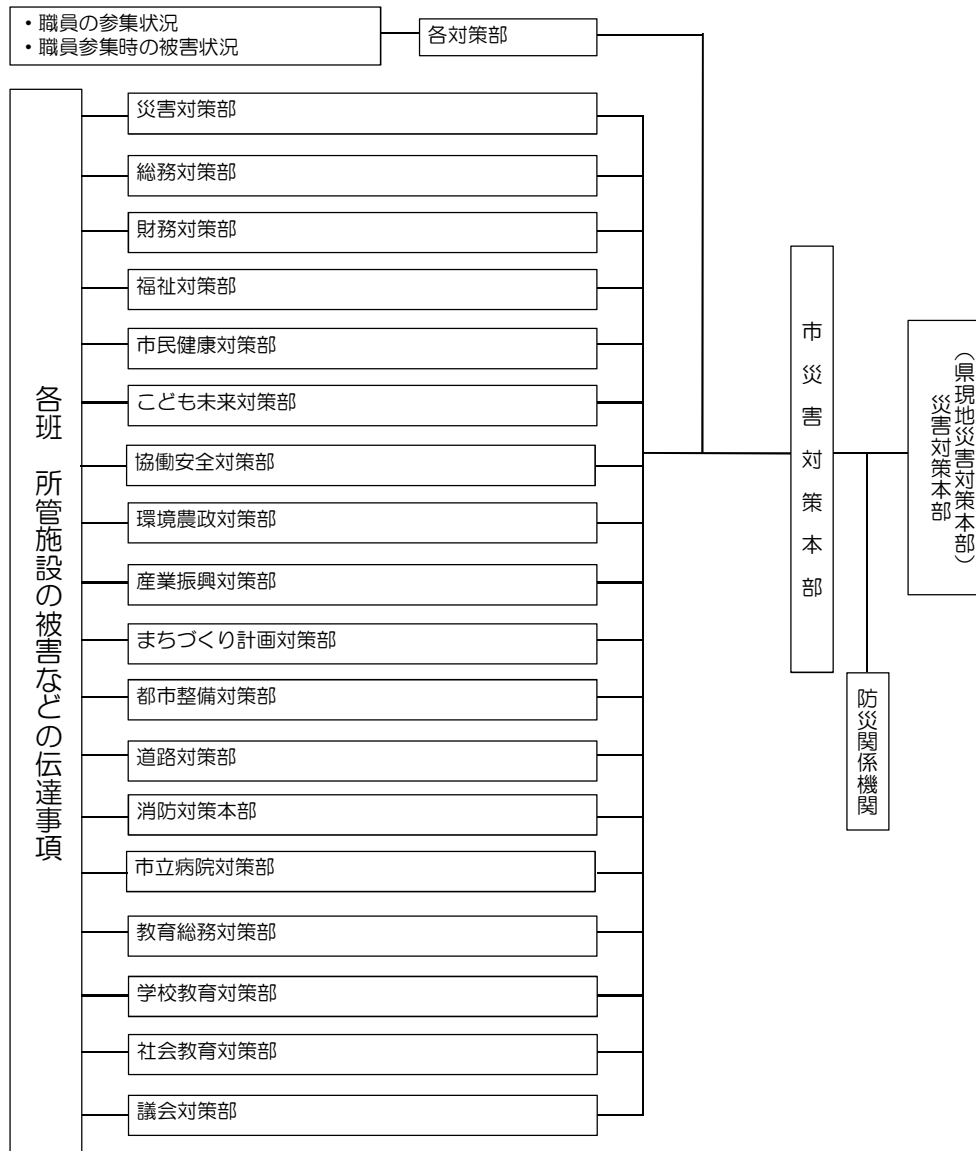 ・職員の参集状況
・職員参集時の被害状況
各対策部
各班　所管施設の被害などの伝達事項
災害対策部
総務対策部
財務対策部
福祉対策部
市民健康対策部
こども未来対策部
協働安全対策部
環境農政対策部
産業振興対策部
まちづくり計画対策部
都市整備対策部
道路対策部
消防対策本部
市立病院対策部
教育総務対策部
学校教育対策部
社会教育対策部
議会対策部
市災害対策本部
（県現地災害対策本部）
災害対策本部
防災関係機関